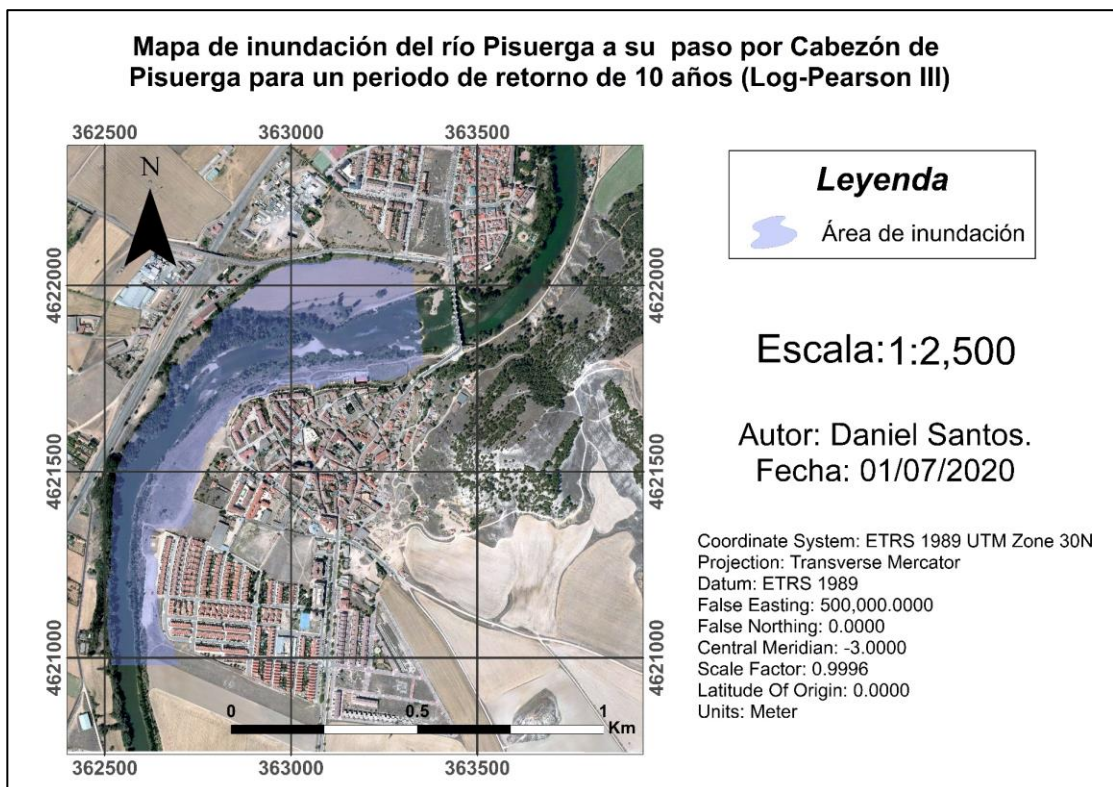 Mapa de inundación del río Pisuerga a su paso por Cabezón de
Pisuerga para un periodo de retorno de 10 años (Log-Pearson III)
362500 363000 363500
N
4622000 4622000
4621500 4621500
4621000 4621000
0 0.5 1
Km
362500 363000 363500
Leyenda
Área de inundación
Escala:1:2,500
Autor: Daniel Santos.
Fecha: 01/07/2020
Coordinate System: ETRS 1989 UTM Zone 30N
Projection: Transverse Mercator
Datum: ETRS 1989
False Easting: 500,000.0000
False Northing: 0.0000
Central Meridian: -3.0000
Scale Factor: 0.9996
Latitude Of Origin: 0.0000
Units: Meter